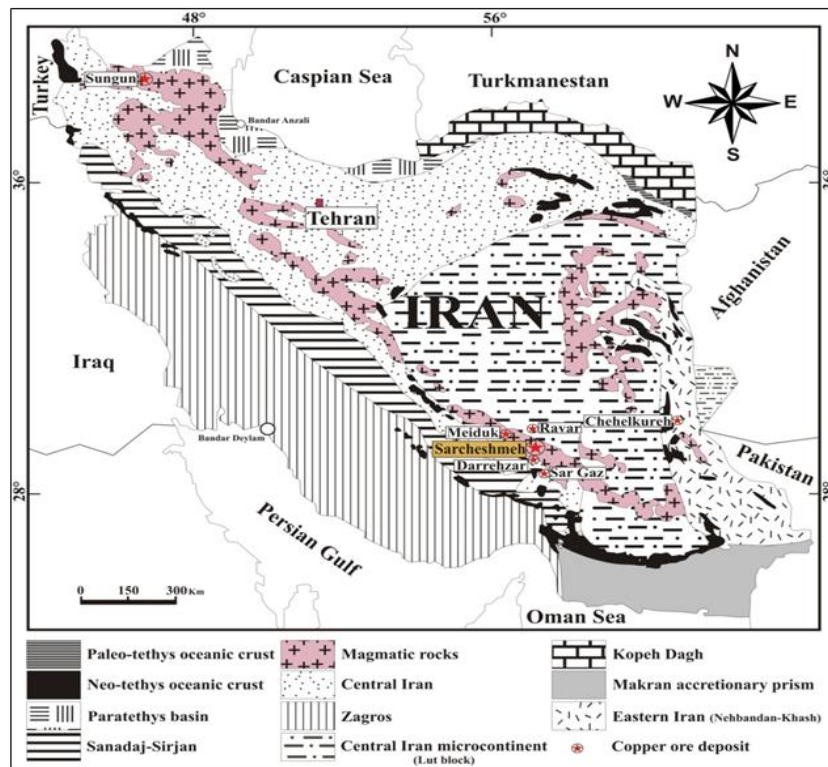 48°
56°
Turkey
Sungun
Caspian Sea
Turkmanestan
N
W
E
S
Bandar Anzali
36°
36°
Tehran
Afghanistan
IRAN
Iraq
Bandar Deylam
Meiduk
Ravar
Chehelkureh
Sarcheshmeh
Darrehzar
Sar Gaz
Pakistan
28°
28°
Persian Gulf
0 150 300 Km
Oman Sea
Paleo-tethys oceanic crust
Magmatic rocks
Kopeh Dagh
Neo-tethys oceanic crust
Central Iran
Makran accretionary prism
Paratethys basin
Zagros
Eastern Iran (Nehbandan-Khash)
Sanadaj-Sirjan
Central Iran microcontinent
(Lut block)
Copper ore deposit